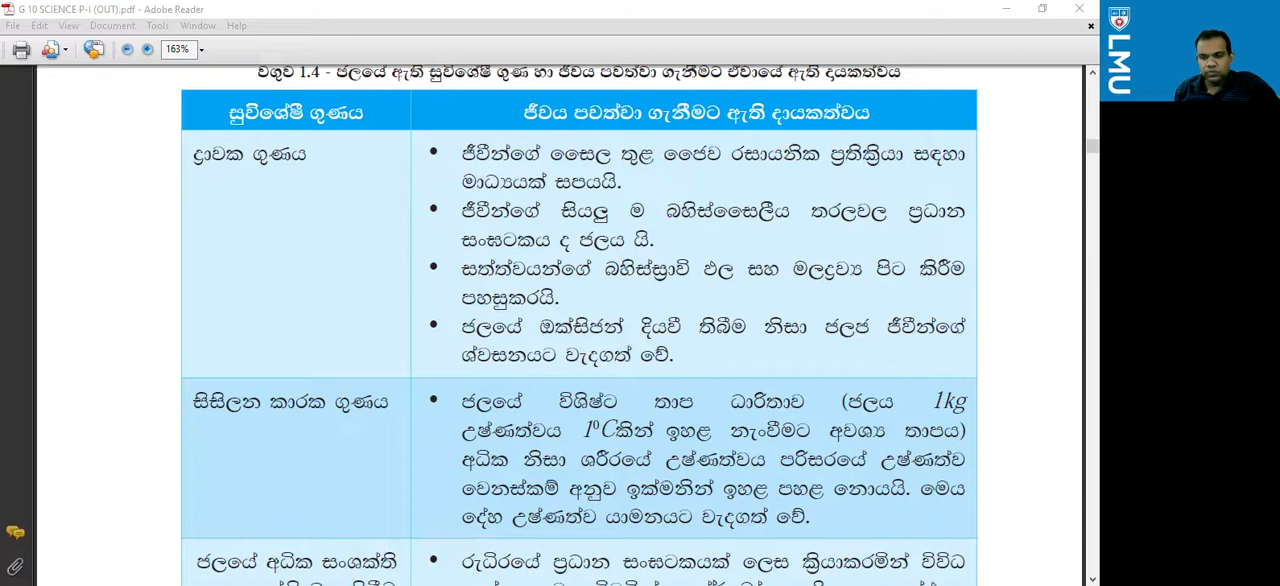 G 10 SCIENCE P-I (OUT).pdf - Adobe Reader
File Edit View Document Tools Window Help
163%
LMU
වගුව 1.4 - ජලයේ ඇති සුවිශේෂී ගුණ හා ජීවය පවත්වා ගැනීමට ඒවායේ ඇති දායකත්වය
සුවිශේෂී ගුණය
ජීවය පවත්වා ගැනීමට ඇති දායකත්වය
ද්‍රාවක ගුණය
• ජීවීන්ගේ සෛල තුළ ජෛව රසායනික ප්‍රතික්‍රියා සඳහා
මාධ්‍යයක් සපයයි.
• ජීවීන්ගේ සියලු ම බහිස්සෛලීය තරලවල ප්‍රධාන
සංඝටකය ද ජලය යි.
• සත්ත්වයන්ගේ බහිස්ස්‍රාවි ඵල සහ මලද්‍රව්‍ය පිට කිරීම
පහසුකරයි.
• ජලයේ ඔක්සිජන් දියවී තිබීම නිසා ජලජ ජීවීන්ගේ
ශ්වසනයට වැදගත් වේ.
සිසිලන කාරක ගුණය
• ජලයේ විශිෂ්ට තාප ධාරිතාව (ජලය 1kg
උෂ්ණත්වය 1⁰Cකින් ඉහළ නැංවීමට අවශ්‍ය තාපය)
අධික නිසා ශරීරයේ උෂ්ණත්වය පරිසරයේ උෂ්ණත්ව
වෙනස්කම් අනුව ඉක්මනින් ඉහළ පහළ නොයයි. මෙය
දේහ උෂ්ණත්ව යාමනයට වැදගත් වේ.
ජලයේ අධික සංශක්ති
• රුධිරයේ ප්‍රධාන සංඝටකයක් ලෙස ක්‍රියාකරමින් විවිධ